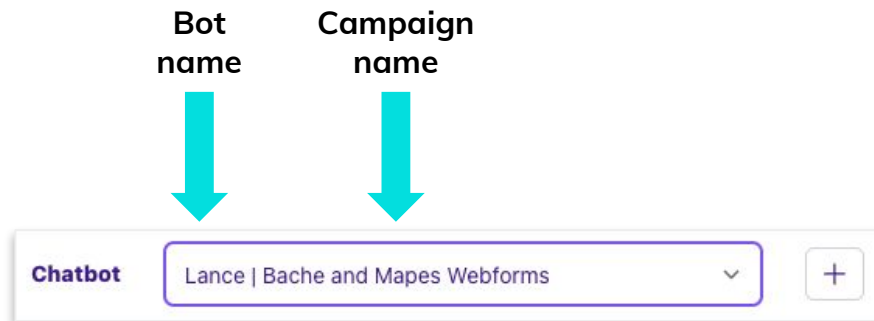 Bot
name
Campaign
name
Chatbot
Lance | Bache and Mapes Webforms
+